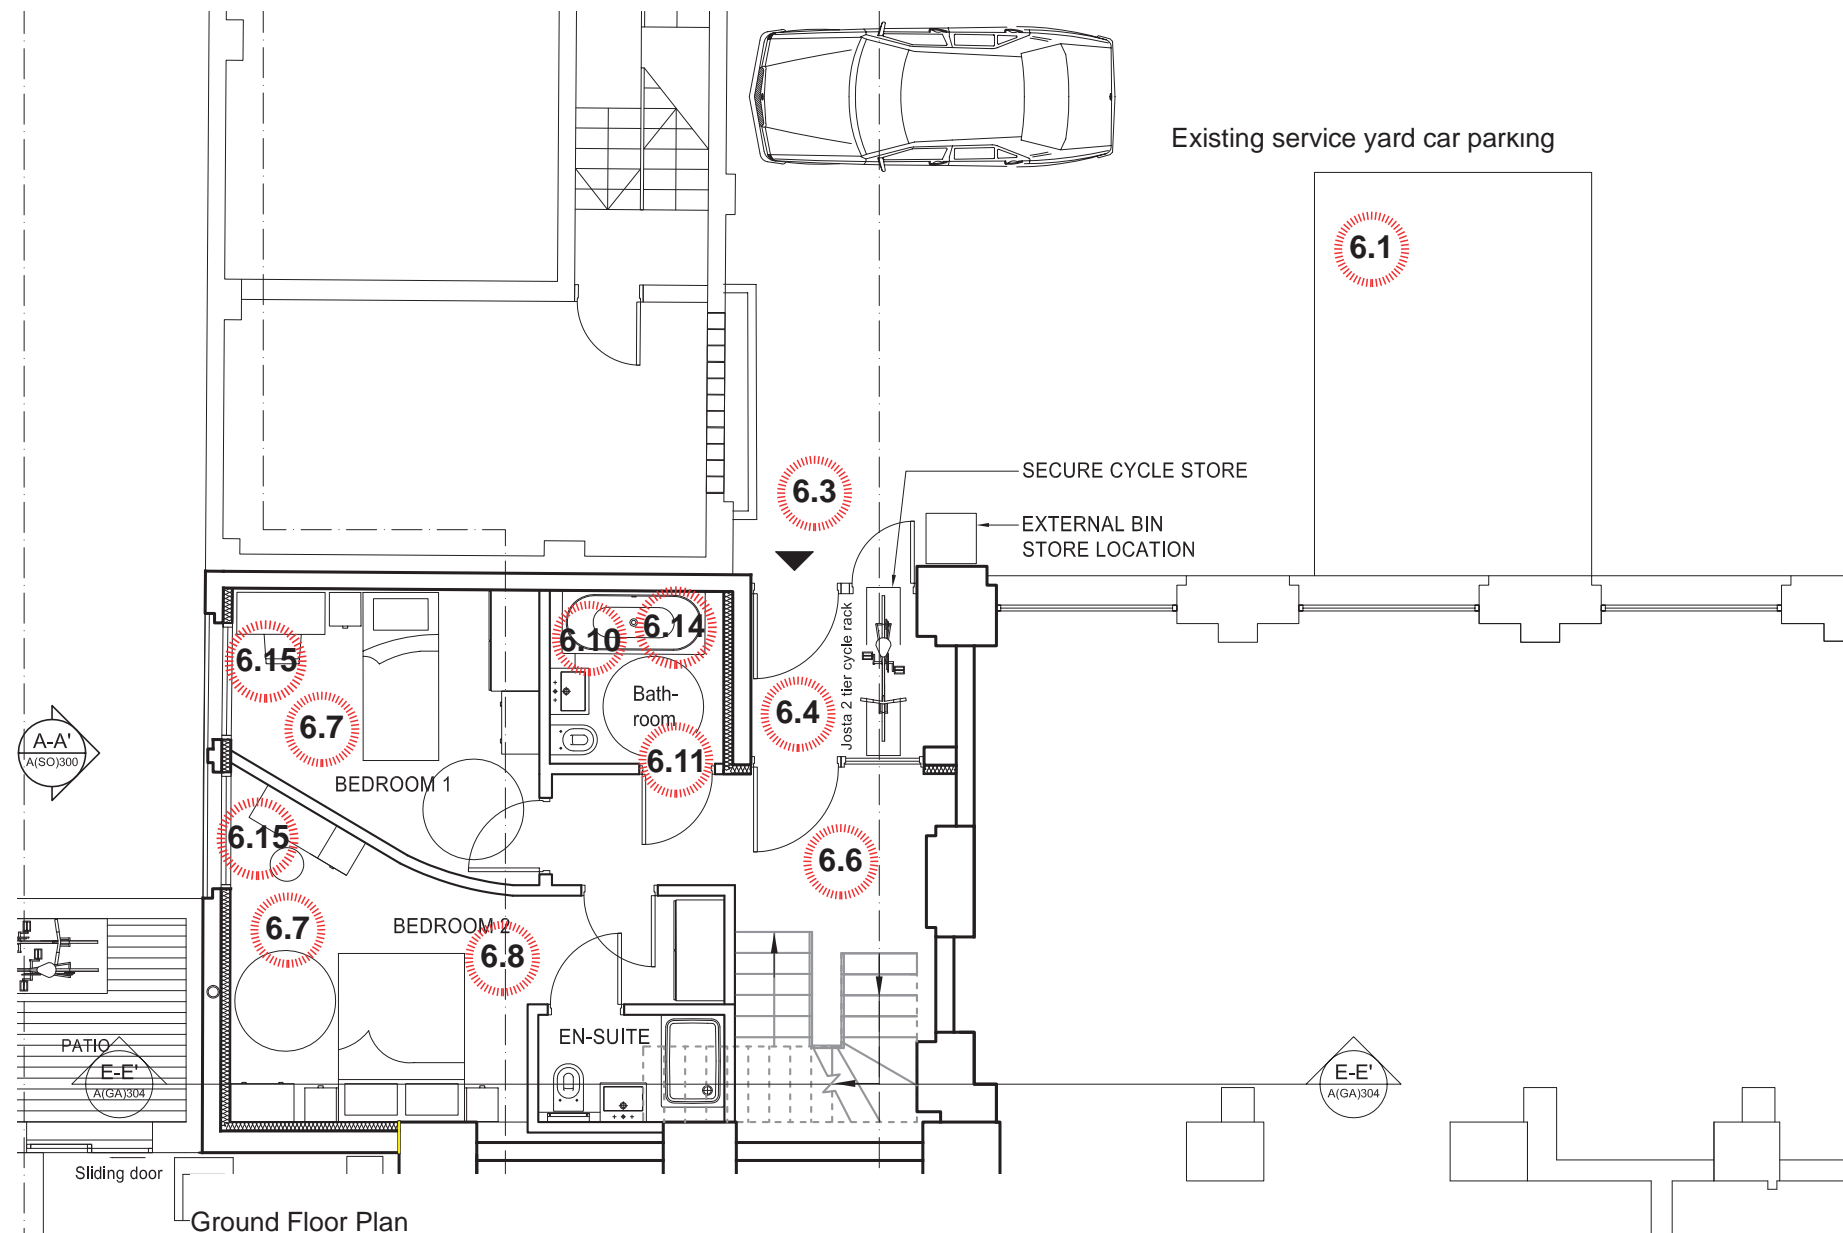 Existing service yard car parking
6.1
SECURE CYCLE STORE
6.3
EXTERNAL BIN
STORE LOCATION
6.10
6.14
Josta 2 tier cycle rack
6.15
Bath-
room
6.7
6.4
A-A'
A(SO)300
6.11
BEDROOM 1
6.15
6.6
6.7
BEDROOM 2
6.8
EN-SUITE
PATIO
E-E'
A(GA)304
E-E'
A(GA)304
Sliding door
Ground Floor Plan